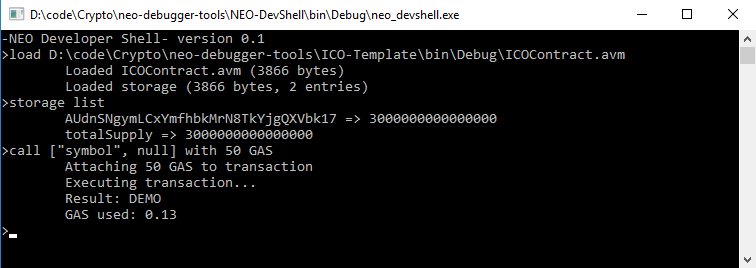 D:\code\Crypto\neo-debugger-tools\NEO-DevShell\bin\Debug\neo_devshell.exe
-NEO Developer Shell- version 0.1
>load D:\code\Crypto\neo-debugger-tools\ICO-Template\bin\Debug\ICOContract.avm
Loaded ICOContract.avm (3866 bytes)
Loaded storage (3866 bytes, 2 entries)
>storage list
AUdnSNgymLCxYmfhbkMrN8TkYjgQXVbk17 => 3000000000000000
totalSupply => 3000000000000000
>call ["symbol", null] with 50 GAS
Attaching 50 GAS to transaction
Executing transaction...
Result: DEMO
GAS used: 0.13
>